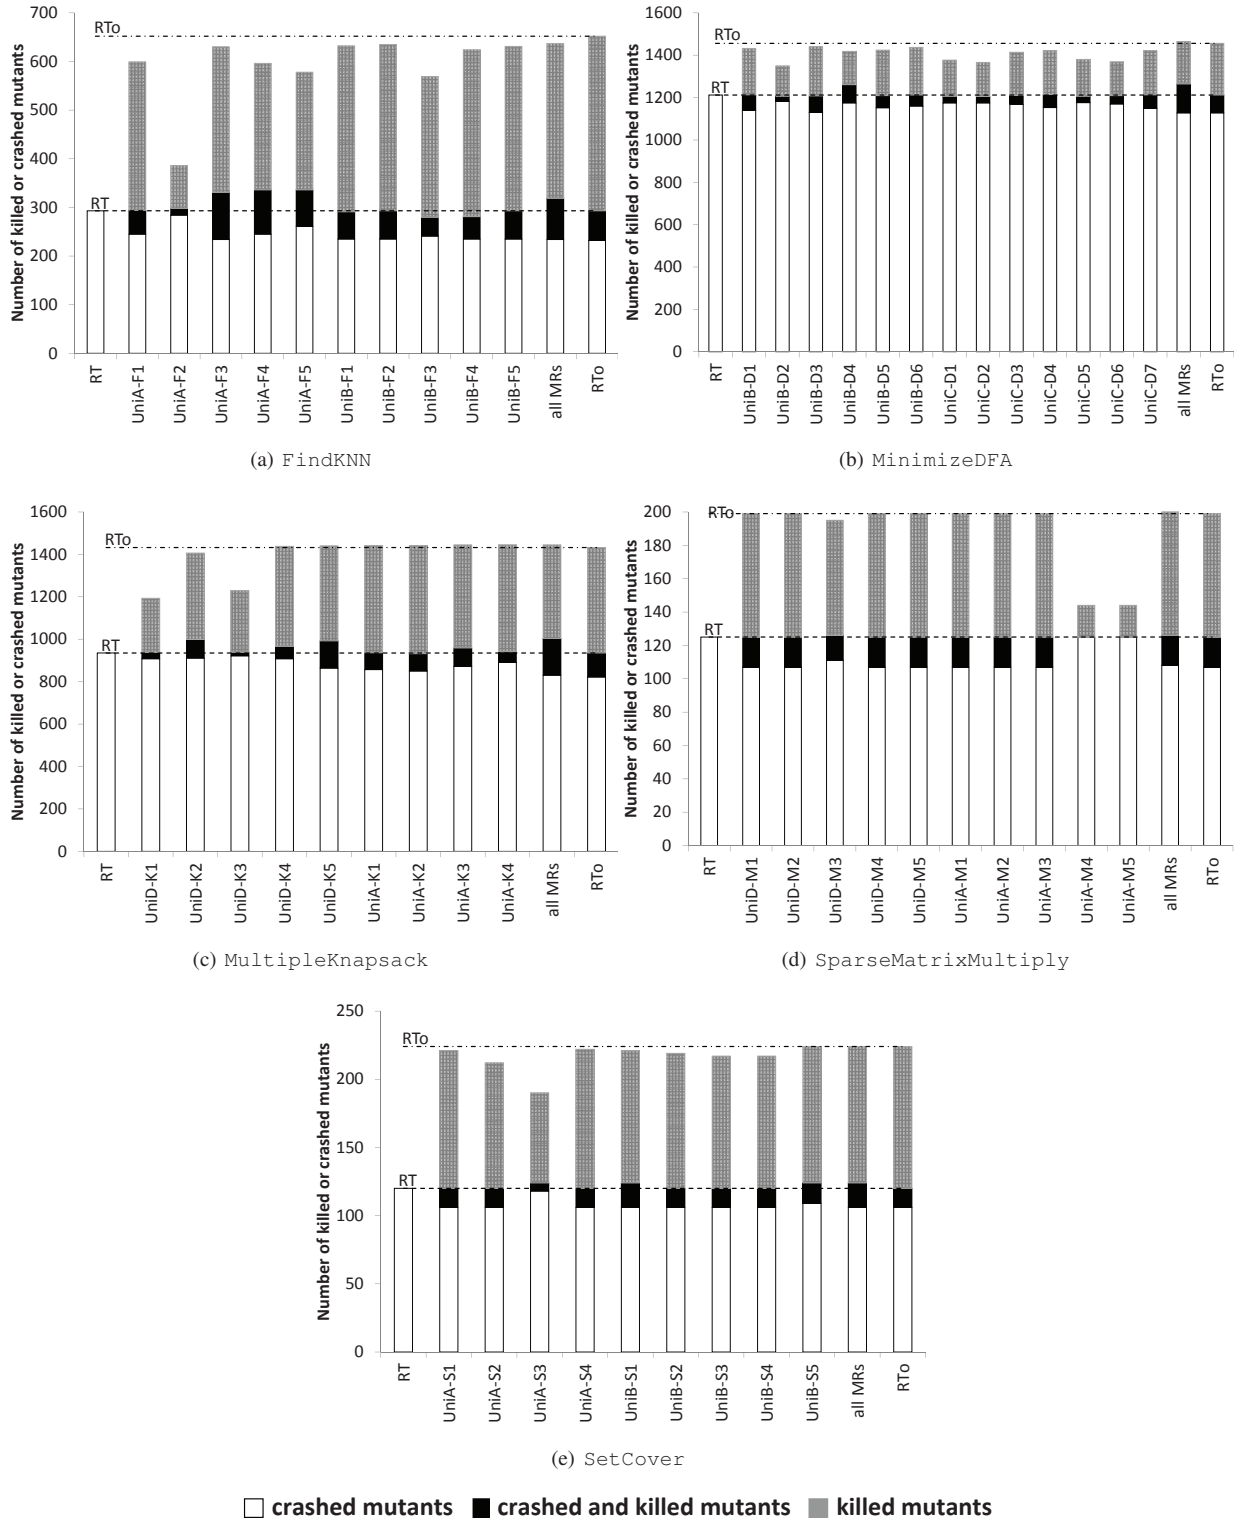 Number of killed or crashed mutants
700
600
500
400
300
200
100
0
RTo
RT
RT
UniA-F1
UniA-F2
UniA-F3
UniA-F4
UniA-F5
UniB-F1
UniB-F2
UniB-F3
UniB-F4
UniB-F5
all MRs
RTo
(a) FindKNN
Number of killed or crashed mutants
1600
1400
1200
1000
800
600
400
200
0
RTo
RT
RT
UniB-D1
UniB-D2
UniB-D3
UniB-D4
UniB-D5
UniB-D6
UniC-D1
UniC-D2
UniC-D3
UniC-D4
UniC-D5
UniC-D6
UniC-D7
all MRs
RTo
(b) MinimizeDFA
Number of killed or crashed mutants
1600
1400
1200
1000
800
600
400
200
0
RTo
RT
RT
UniD-K1
UniD-K2
UniD-K3
UniD-K4
UniD-K5
UniA-K1
UniA-K2
UniA-K3
UniA-K4
all MRs
RTo
(c) MultipleKnapsack
Number of killed or crashed mutants
200
180
160
140
120
100
80
60
40
20
0
RTo
RT
RT
UniD-M1
UniD-M2
UniD-M3
UniD-M4
UniD-M5
UniA-M1
UniA-M2
UniA-M3
UniA-M4
UniA-M5
all MRs
RTo
(d) SparseMatrixMultiply
Number of killed or crashed mutants
250
200
150
100
50
0
RTo
RT
RT
UniA-S1
UniA-S2
UniA-S3
UniA-S4
UniB-S1
UniB-S2
UniB-S3
UniB-S4
UniB-S5
all MRs
RTo
(e) SetCover
crashed mutants
crashed and killed mutants
killed mutants